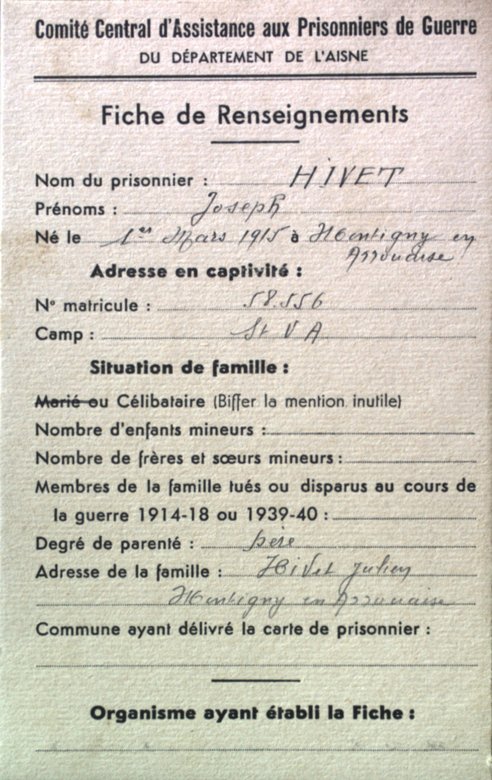 Comité Central d'Assistance aux Prisonniers de Guerre
DU DÉPARTEMENT DE L'AISNE
Fiche de Renseignements
Nom du prisonnier : HIVET
Prénoms : Joseph
Né le 1er Mars 1915 à Montigny en
Arrouaise
Adresse en captivité :
N° matricule : 58.556
Camp : St V A
Situation de famille :
Marié ou Célibataire (Biffer la mention inutile)
Nombre d'enfants mineurs :
Nombre de frères et sœurs mineurs :
Membres de la famille tués ou disparus au cours de
la guerre 1914-18 ou 1939-40 :
Degré de parenté : père
Adresse de la famille : Hivet Julien
Montigny en Arrouaise
Commune ayant délivré la carte de prisonnier :
Organisme ayant établi la Fiche :